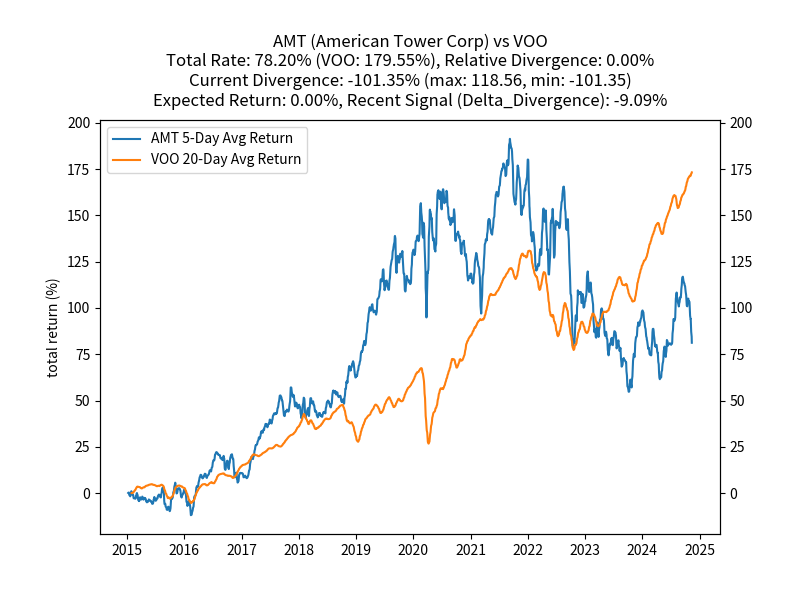 AMT (American Tower Corp) vs VOO
Total Rate: 78.20% (VOO: 179.55%), Relative Divergence: 0.00%
Current Divergence: -101.35% (max: 118.56, min: -101.35)
Expected Return: 0.00%, Recent Signal (Delta_Divergence): -9.09%
AMT 5-Day Avg Return
VOO 20-Day Avg Return
total return (%)
200
175
150
125
100
75
50
25
0
200
175
150
125
100
75
50
25
0
2015 2016 2017 2018 2019 2020 2021 2022 2023 2024 2025